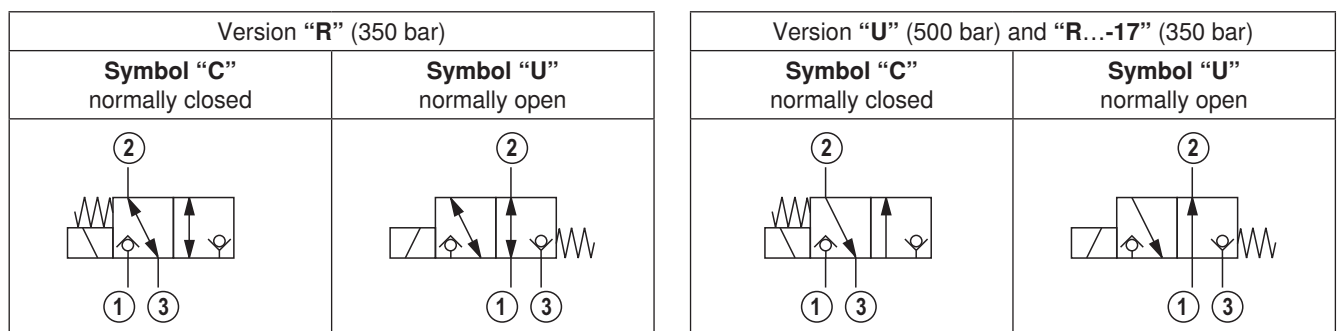 Version “R” (350 bar)
Symbol “C”
normally closed
Symbol “U”
normally open
2
1 3
2
1 3
Version “U” (500 bar) and “R…-17” (350 bar)
Symbol “C”
normally closed
Symbol “U”
normally open
2
1 3
2
1 3